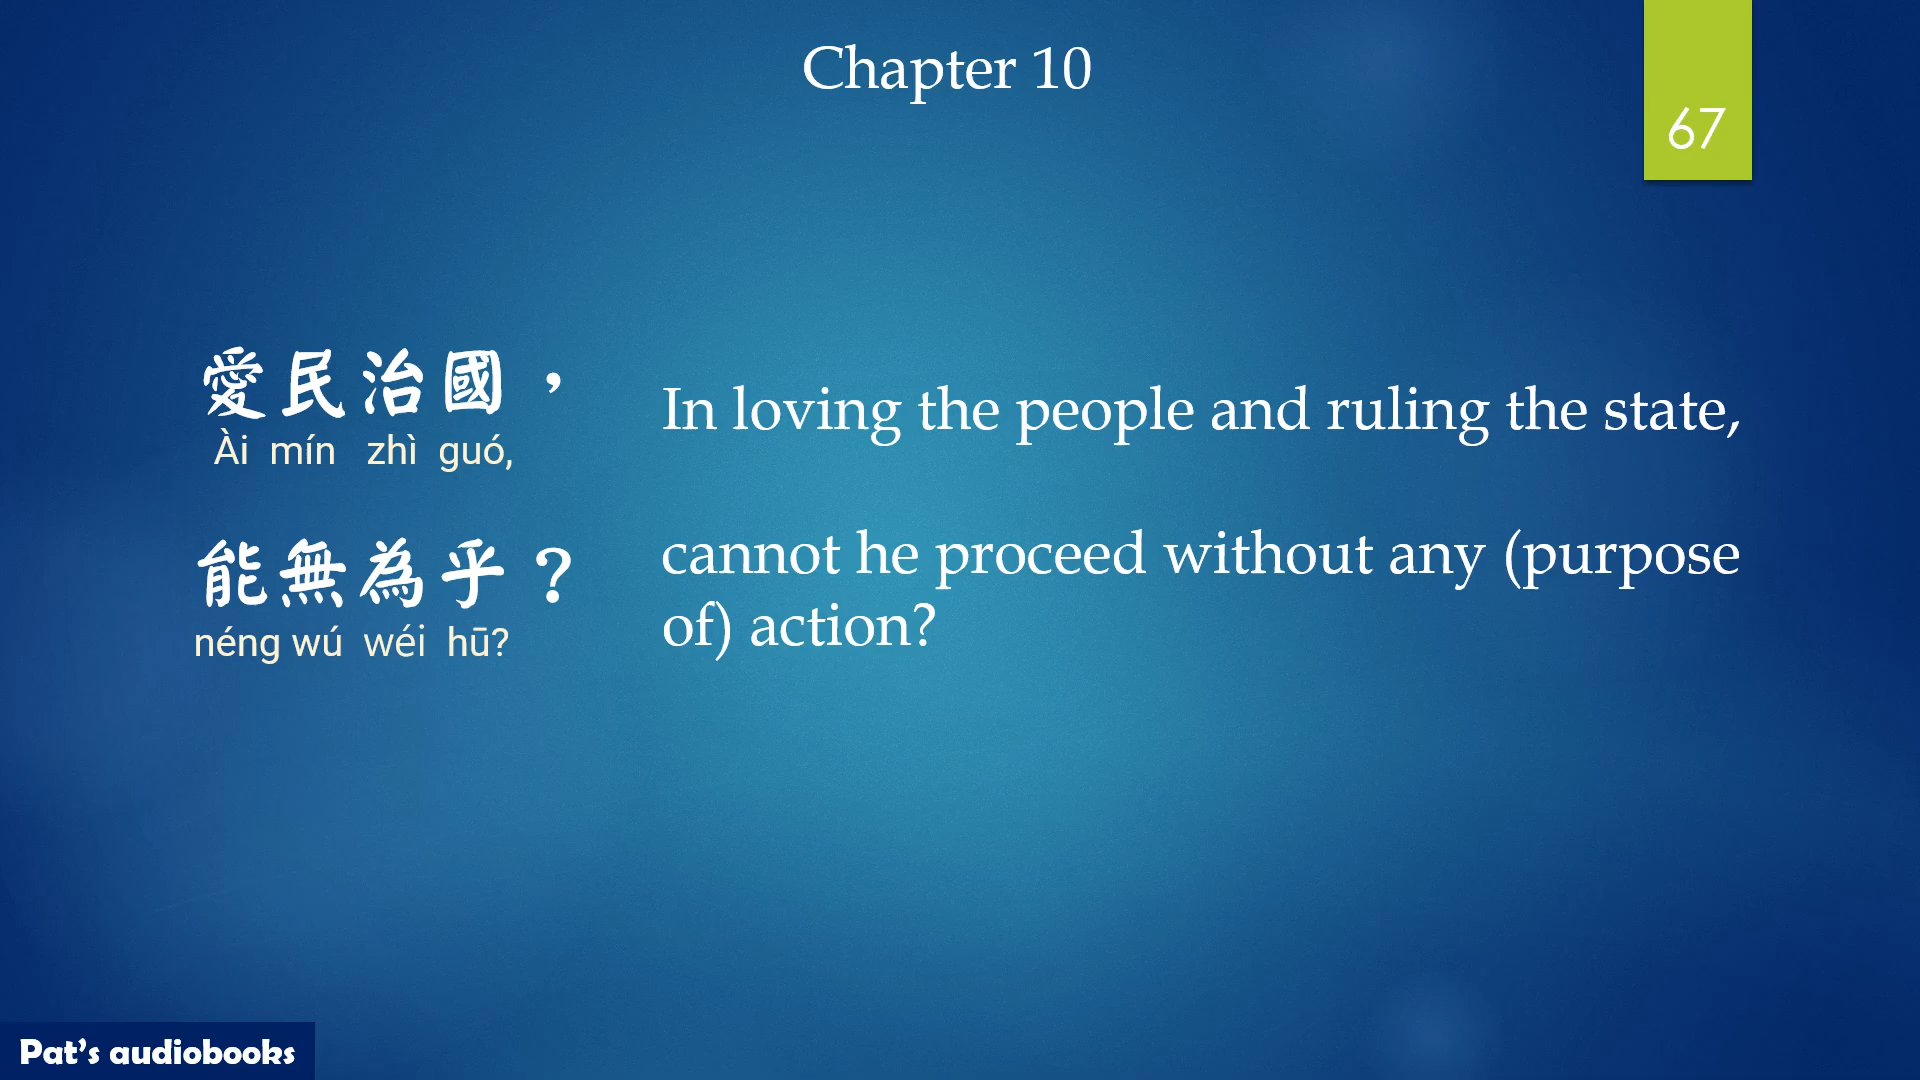 Chapter 10
67
愛民治國，
Ài mín zhì guó,
能無為乎？
néng wú wéi hū?
In loving the people and ruling the state,
cannot he proceed without any (purpose
of) action?
Pat's audiobooks